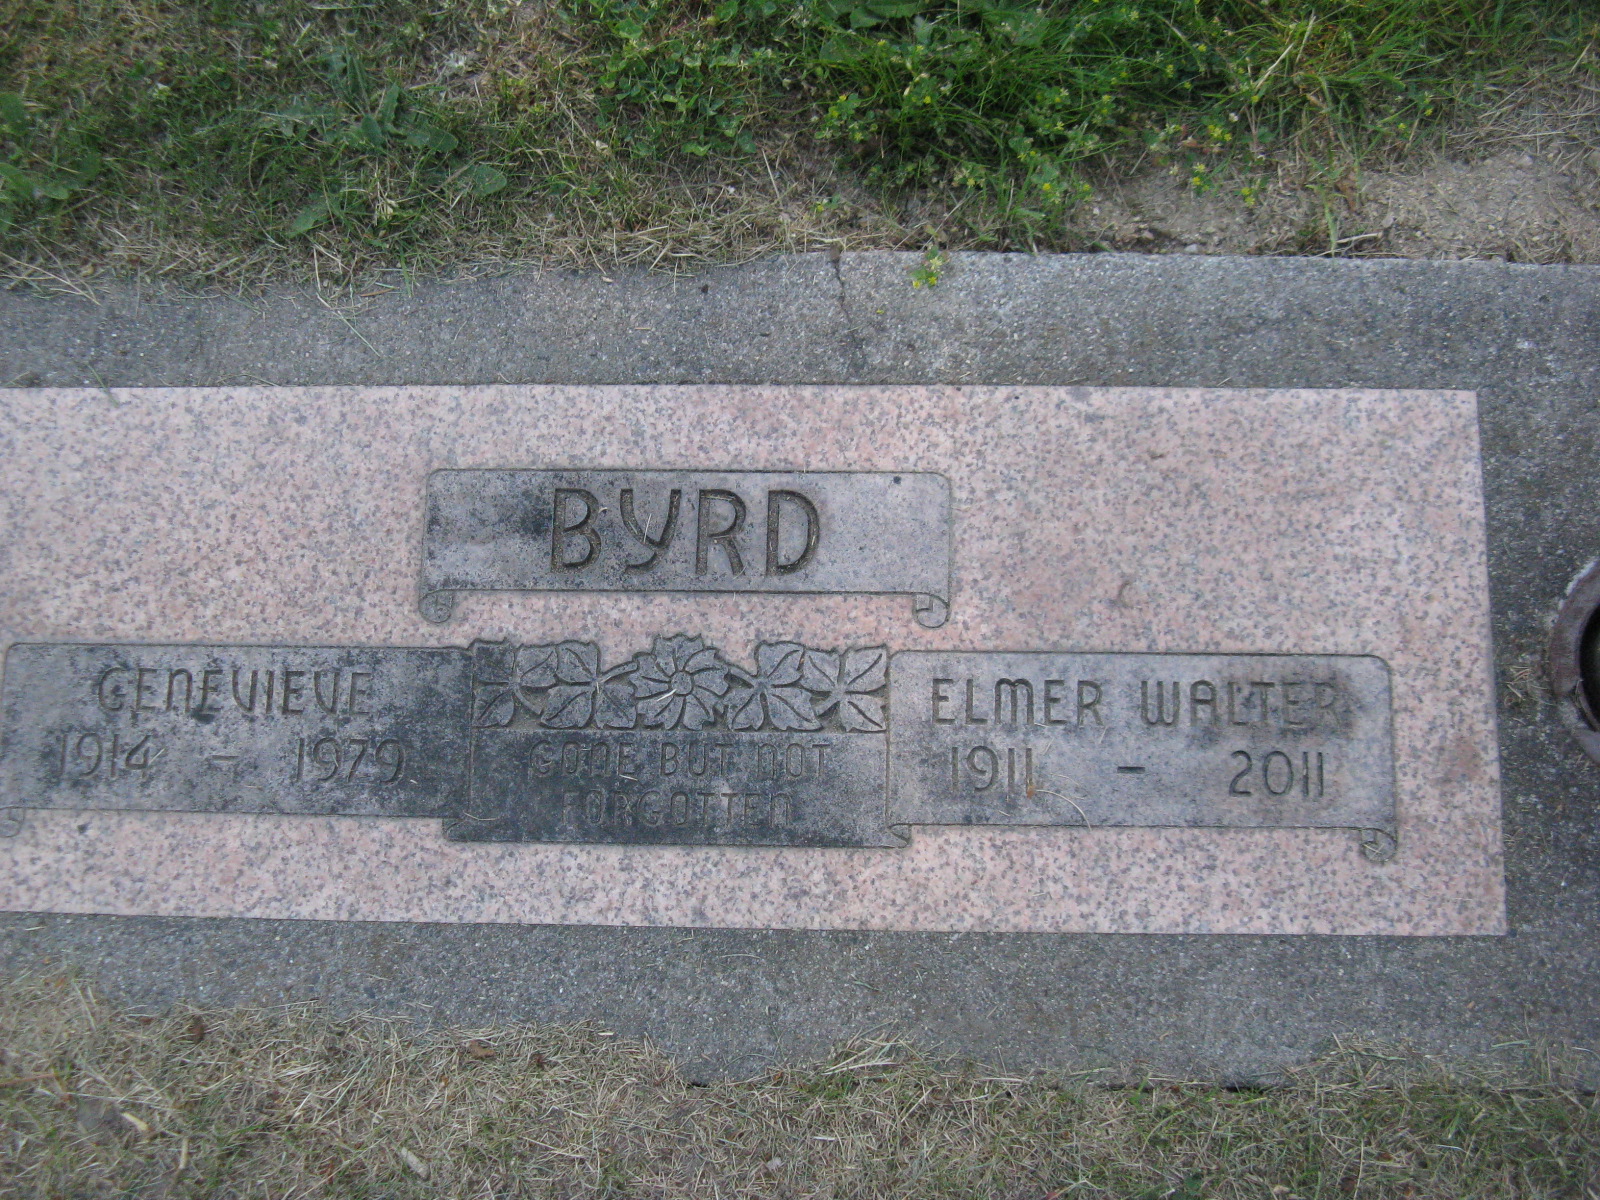 BYRD
GENEVIEVE
1914 - 1979
GONE BUT NOT
FORGOTTEN
ELMER WALTER
1911 - 2011